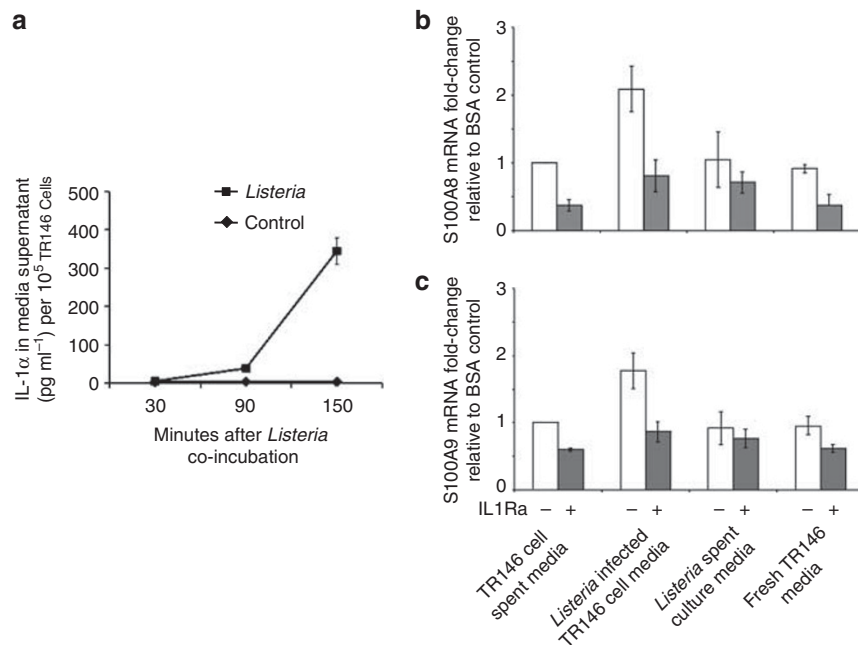 a
IL-1α in media supernatant
(pg ml⁻¹) per 10⁵ TR146 Cells
500
400
300
200
100
0
Listeria
Control
30 90 150
Minutes after Listeria
co-incubation
b
S100A8 mRNA fold-change
relative to BSA control
3
2
1
0
c
S100A9 mRNA fold-change
relative to BSA control
3
2
1
0
IL1Ra − + − + − + − +
TR146 cell
spent media
Listeria infected
TR146 cell media
Listeria spent
culture media
Fresh TR146
media